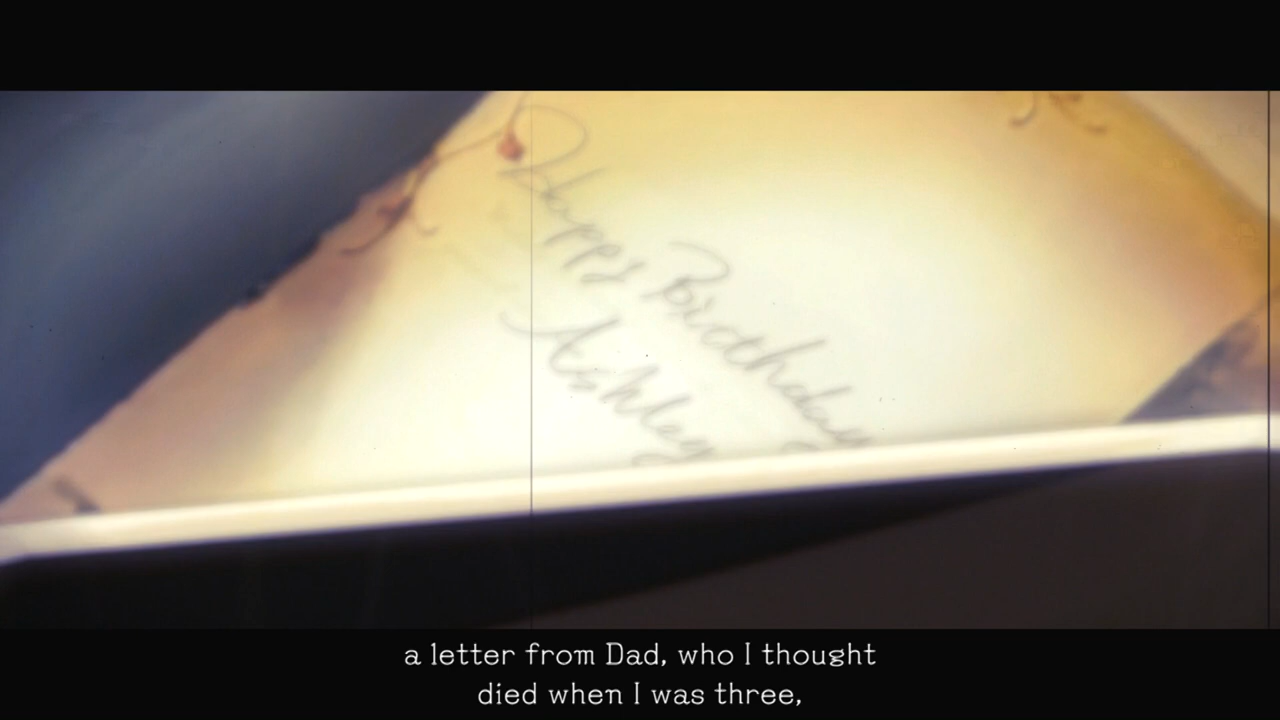 Happy Birthday
Ashley
a letter from Dad, who I thought
died when I was three,